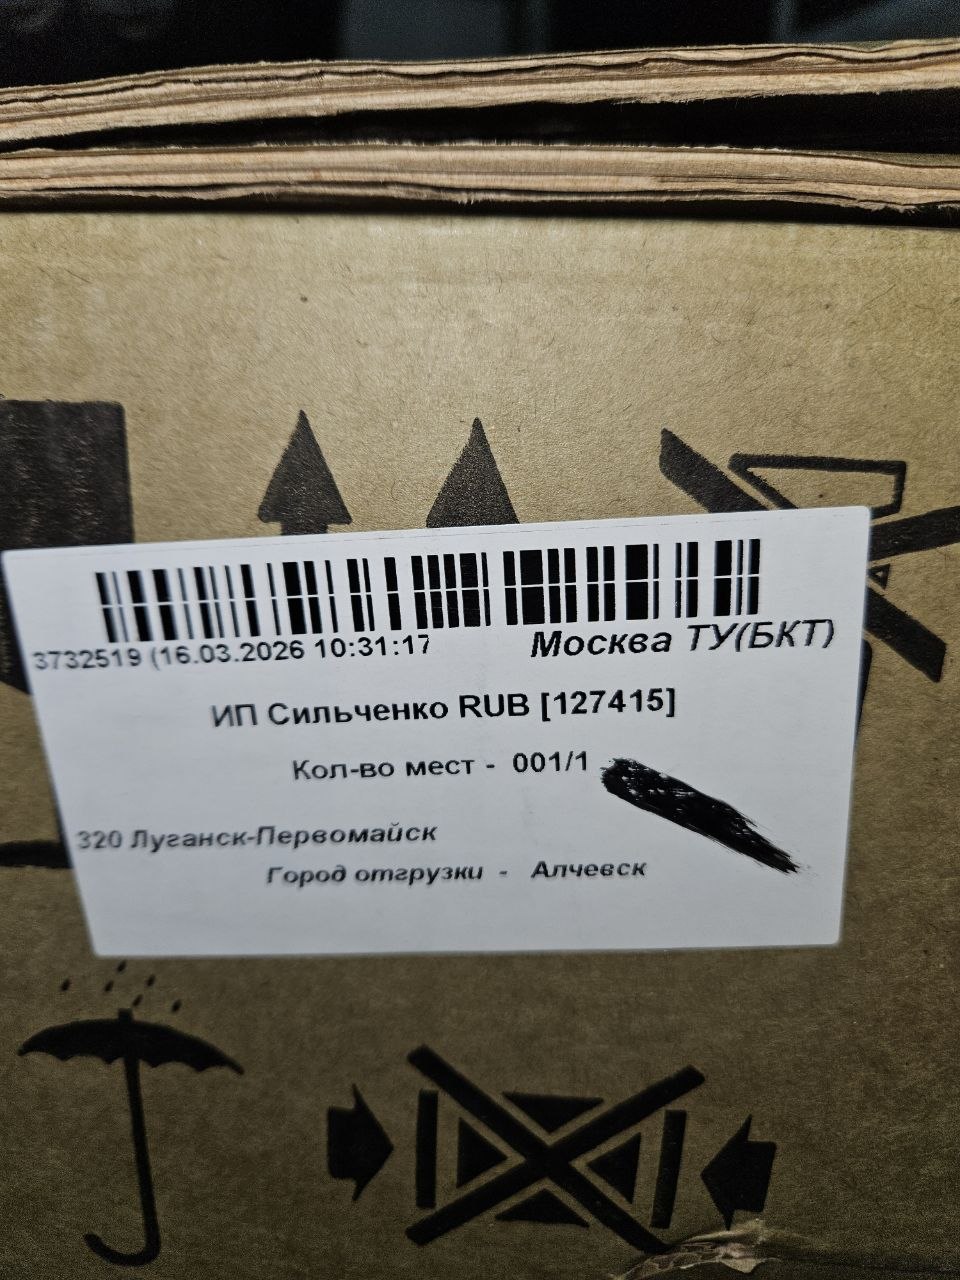 3732519 (16.03.2026 10:31:17
Москва ТУ(БКТ)
ИП Сильченко RUB [127415]
Кол-во мест - 001/1
320 Луганск-Первомайск
Город отгрузки - Алчевск